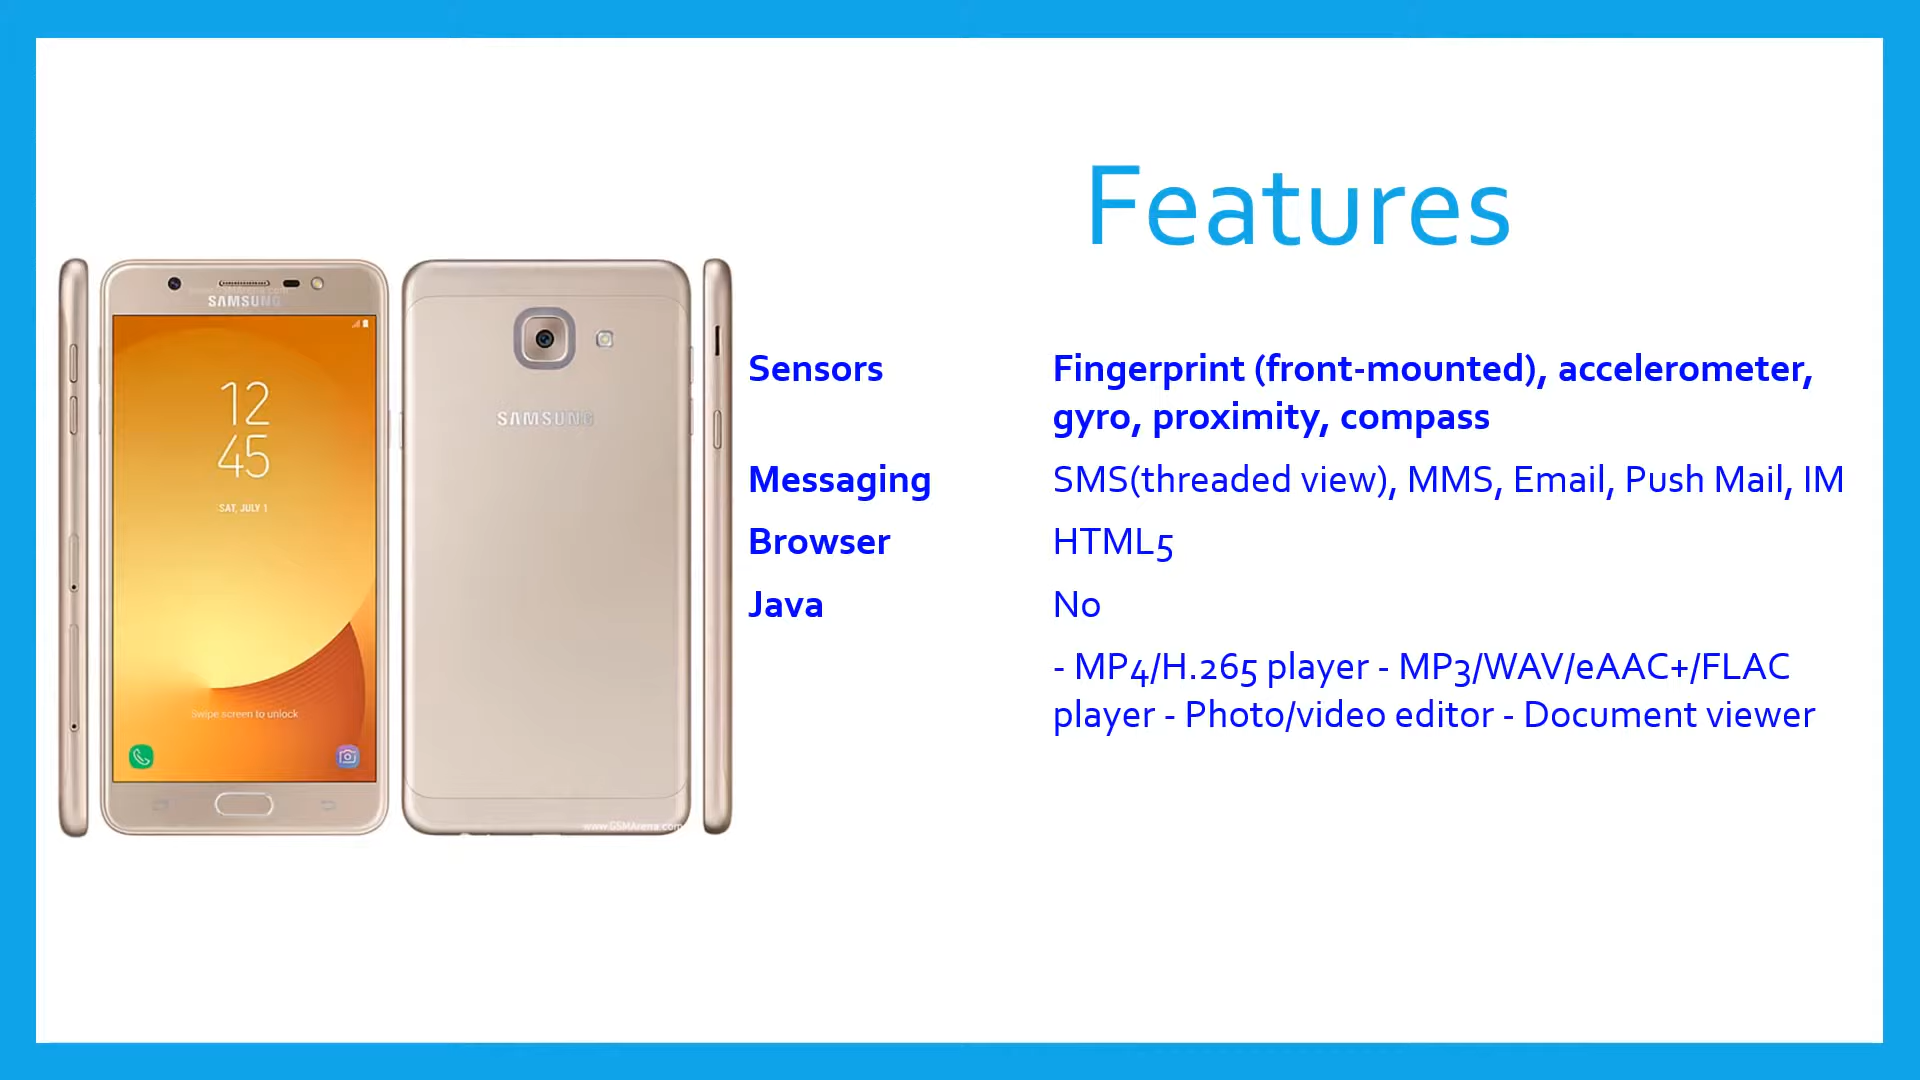 Features
SAMSUNG
12
45
SAT, JULY 1
Swipe screen to unlock
SAMSUNG
www.GSMArena.com
Sensors
Fingerprint (front-mounted), accelerometer,
gyro, proximity, compass
Messaging
SMS(threaded view), MMS, Email, Push Mail, IM
Browser
HTML5
Java
No
- MP4/H.265 player - MP3/WAV/eAAC+/FLAC
player - Photo/video editor - Document viewer